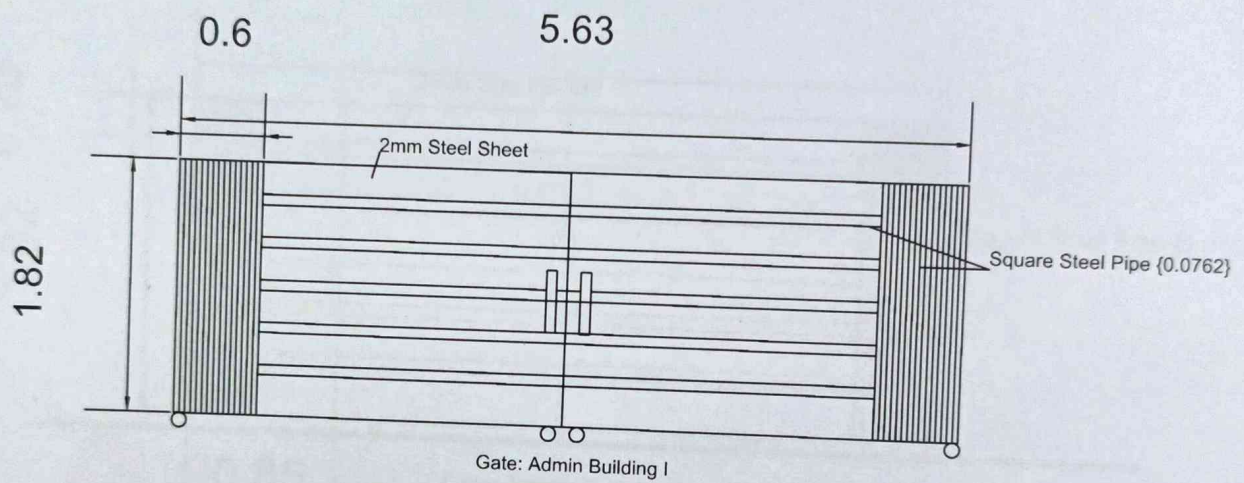 0.6
5.63
2mm Steel Sheet
1.82
Square Steel Pipe {0.0762}
Gate: Admin Building I